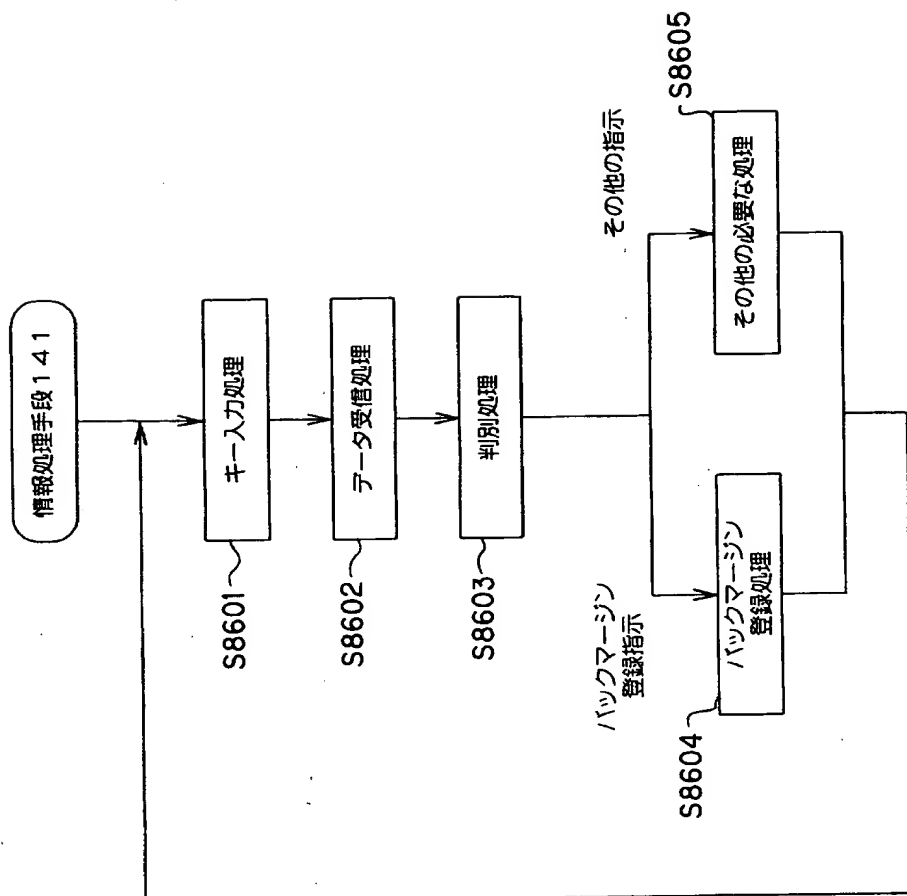 情報処理手段141
キー入力処理
S8601
データ受信処理
S8602
判別処理
S8603
バックマージン
登録指示
その他の指示
バックマージン
登録処理
S8604
その他の必要な処理
S8605